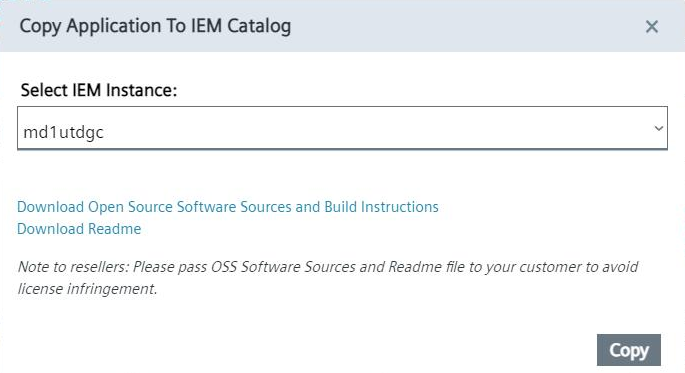 Copy Application To IEM Catalog
Select IEM Instance:
md1utdgc
Download Open Source Software Sources and Build Instructions
Download Readme
Note to resellers: Please pass OSS Software Sources and Readme file to your customer to avoid
license infringement.
Copy